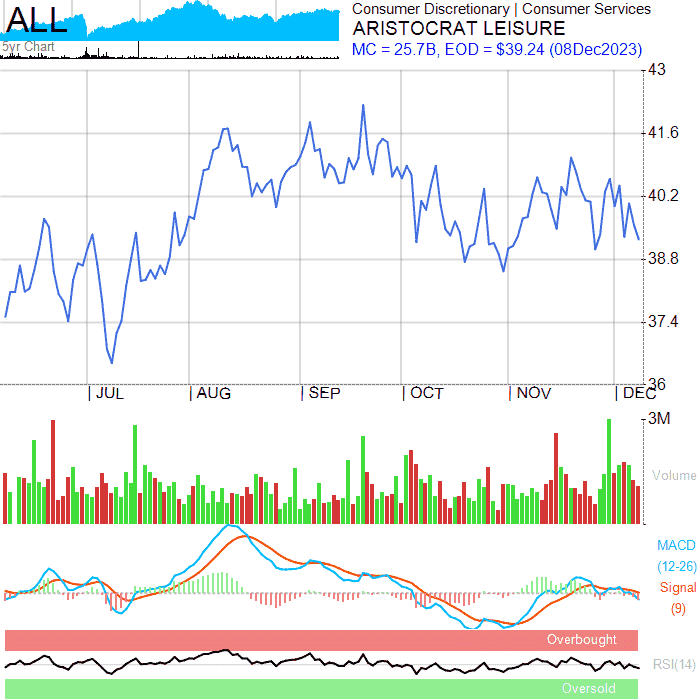 ALL
5yr Chart
Consumer Discretionary | Consumer Services
ARISTOCRAT LEISURE
MC = 25.7B, EOD = $39.24 (08Dec2023)
43
41.6
40.2
38.8
37.4
36
JUL AUG SEP OCT NOV DEC
3M
Volume
MACD
(12-26)
Signal
(9)
Overbought
RSI(14)
Oversold